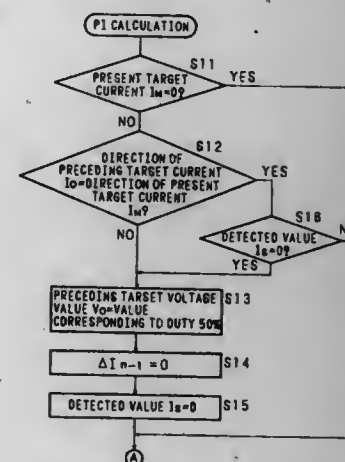 PI CALCULATION
S11
PRESENT TARGET
CURRENT IM=0?
YES
NO
S12
DIRECTION OF
PRECEDING TARGET CURRENT
IO=DIRECTION OF PRESENT
TARGET CURRENT
IM?
YES
S16
DETECTED VALUE
IS=0?
N
NO
YES
PRECEDING TARGET VOLTAGE
VALUE VO=VALUE
CORRESPONDING TO DUTY 50%
S13
ΔI n-1 =0
S14
DETECTED VALUE IS=0
S15
A